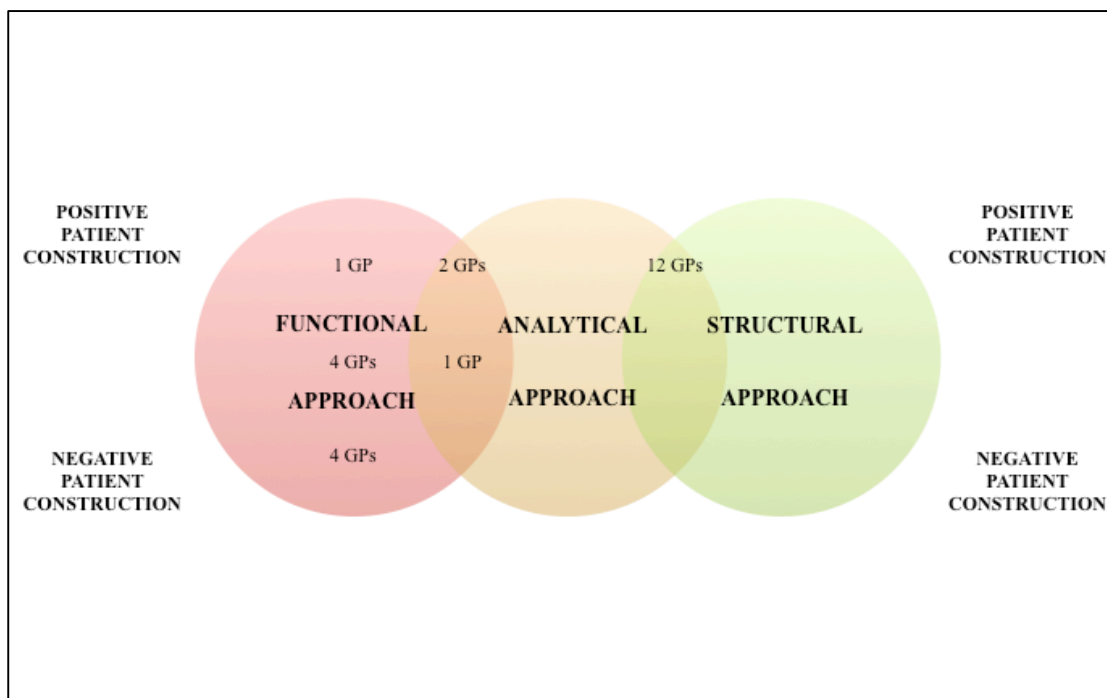 POSITIVE
PATIENT
CONSTRUCTION
POSITIVE
PATIENT
CONSTRUCTION
1 GP
2 GPs
12 GPs
FUNCTIONAL
ANALYTICAL
STRUCTURAL
4 GPs
1 GP
APPROACH
APPROACH
APPROACH
4 GPs
NEGATIVE
PATIENT
CONSTRUCTION
NEGATIVE
PATIENT
CONSTRUCTION